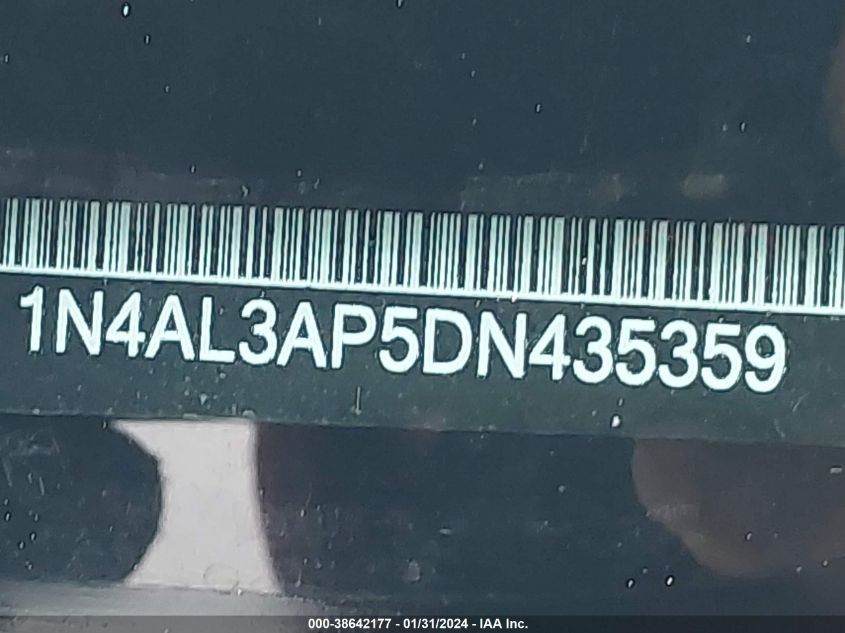 1N4AL3AP5DN435359
000-38642177 - 01/31/2024 - IAA Inc.